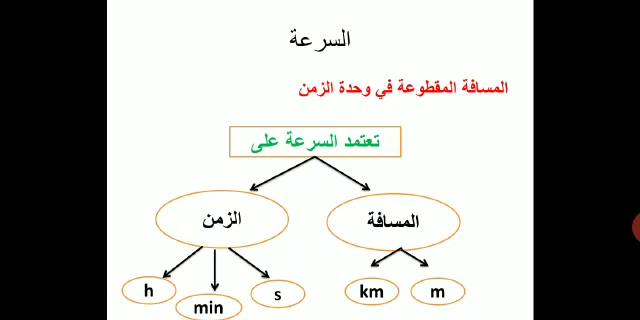 السرعة
المسافة المقطوعة في وحدة الزمن
تعتمد السرعة على
المسافة
الزمن
m
km
s
min
h